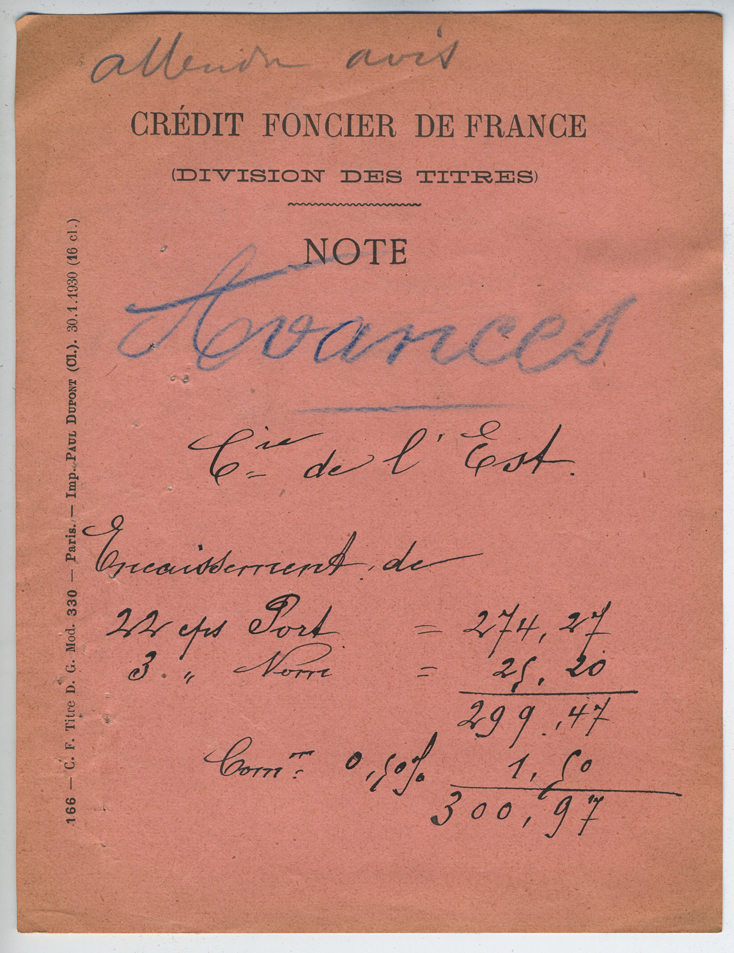 attendre avis
CRÉDIT FONCIER DE FRANCE
(DIVISION DES TITRES)
NOTE
Avances
Cie de l'Est.
Encaissement de
22 cps Port = 274,27
3 " Nom = 25,20
299,47
Comon 0,50% 1,50
300,97
166 — C. F. Titre D. G. Mod. 330 — Paris. — Imp. PAUL DUPONT (Cl.). 30.1.1930 (16 cl.)